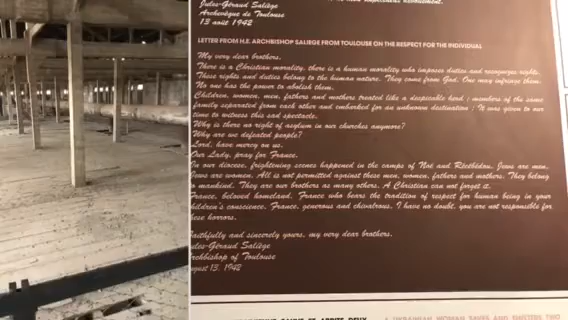 Jules-Géraud Saliège
Archevêque de Toulouse
13 août 1942
LETTER FROM H.E. ARCHBISHOP SALIEGE FROM TOULOUSE ON THE RESPECT FOR THE INDIVIDUAL
My very dear brothers,
There is a Christian morality, there is a human morality who imposes duties and recognizes rights.
These rights and duties belong to the human nature. They come from God. One may infringe them.
No one has the power to abolish them.
Children, women, men, fathers and mothers treated like a despicable herd ; members of the same
family separated from each other and embarked for an unknown destination ; It was given to our
time to witness this sad spectacle.
Why is there no right of asylum in our churches anymore?
Why are we defeated people?
Lord, have mercy on us.
Our Lady, pray for France.
In our diocese, frightening scenes happened in the camps of Noé and Récébédou. Jews are men,
Jews are women. All is not permitted against these men, women, fathers and mothers. They belong
to mankind. They are our brothers as many others. A Christian can not forget it.
France, beloved homeland, France who bears the tradition of respect for human being in your
children's conscience, France, generous and chivalrous, I have no doubt, you are not responsible for
these horrors.
Faithfully and sincerely yours, my very dear brothers.
Jules-Géraud Saliège
Archbishop of Toulouse
August 13, 1942
A UKRAINIAN WOMAN TAKES AND SHELTERS TWO